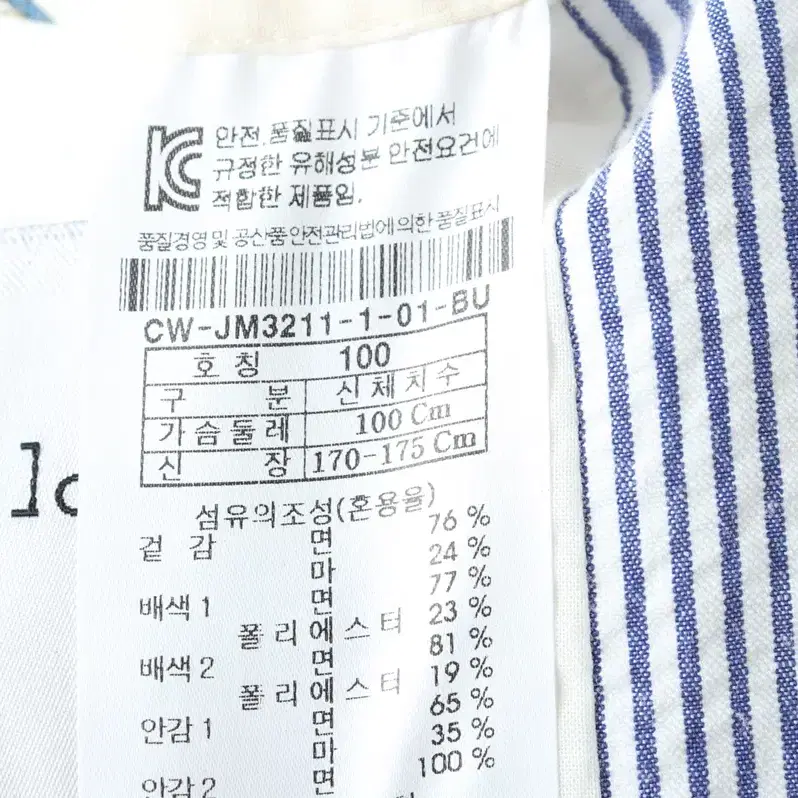 안전.품질표시 기준에서
규정한 유해성분 안전요건에
적합한 제품임.
품질경영 및 공산품안전관리법에 의한 품질표시
CW-JM3211-1-01-BU
호 칭 100
구 분 신체치수
가슴둘레 100 Cm
신 장 170-175 Cm
섬유의조성(혼용율)
겉 감 면 76 %
마 24 %
배색 1 면 77 %
폴리에스터 23 %
배색 2 면 81 %
폴리에스터 19 %
안감 1 면 65 %
마 35 %
안감 2 면 100 %